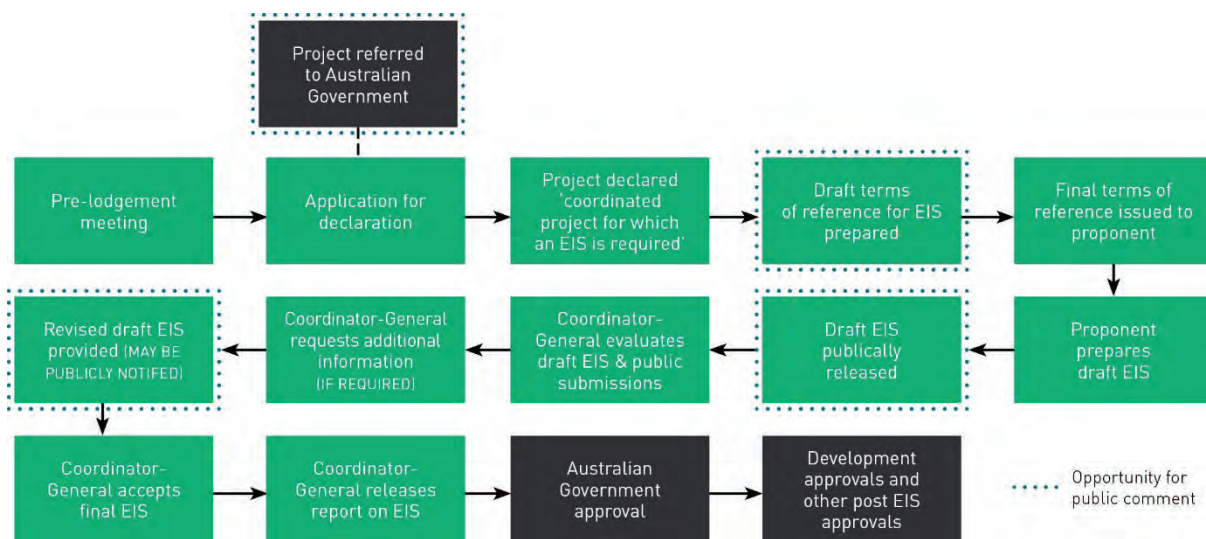 Project referred
to Australian
Government
Pre-lodgement
meeting
Application for
declaration
Project declared
‘coordinated
project for which
an EIS is required’
Draft terms
of reference for EIS
prepared
Final terms of
reference issued to
proponent
Proponent
prepares
draft EIS
Draft EIS
publically
released
Coordinator-
General evaluates
draft EIS & public
submissions
Coordinator-General
requests additional
information
(IF REQUIRED)
Revised draft EIS
provided (MAY BE
PUBLICLY NOTIFED)
Coordinator-
General accepts
final EIS
Coordinator-
General releases
report on EIS
Australian
Government
approval
Development
approvals and
other post EIS
approvals
Opportunity for
public comment